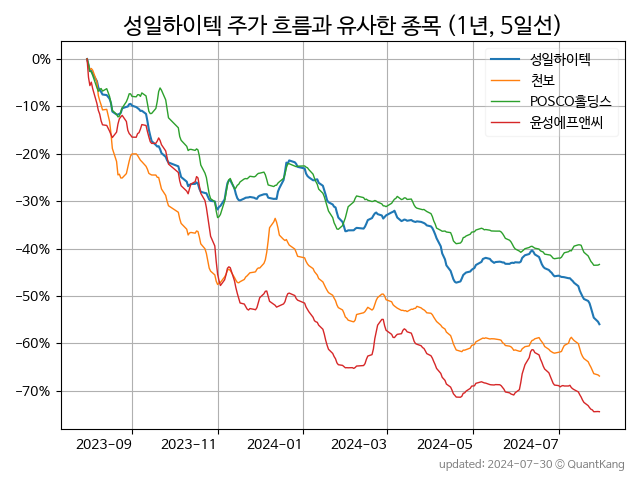 성일하이텍 주가 흐름과 유사한 종목 (1년, 5일선)
성일하이텍
천보
POSCO홀딩스
윤성에프앤씨
0%
−10%
−20%
−30%
−40%
−50%
−60%
−70%
2023-09
2023-11
2024-01
2024-03
2024-05
2024-07
updated: 2024-07-30 © QuantKang